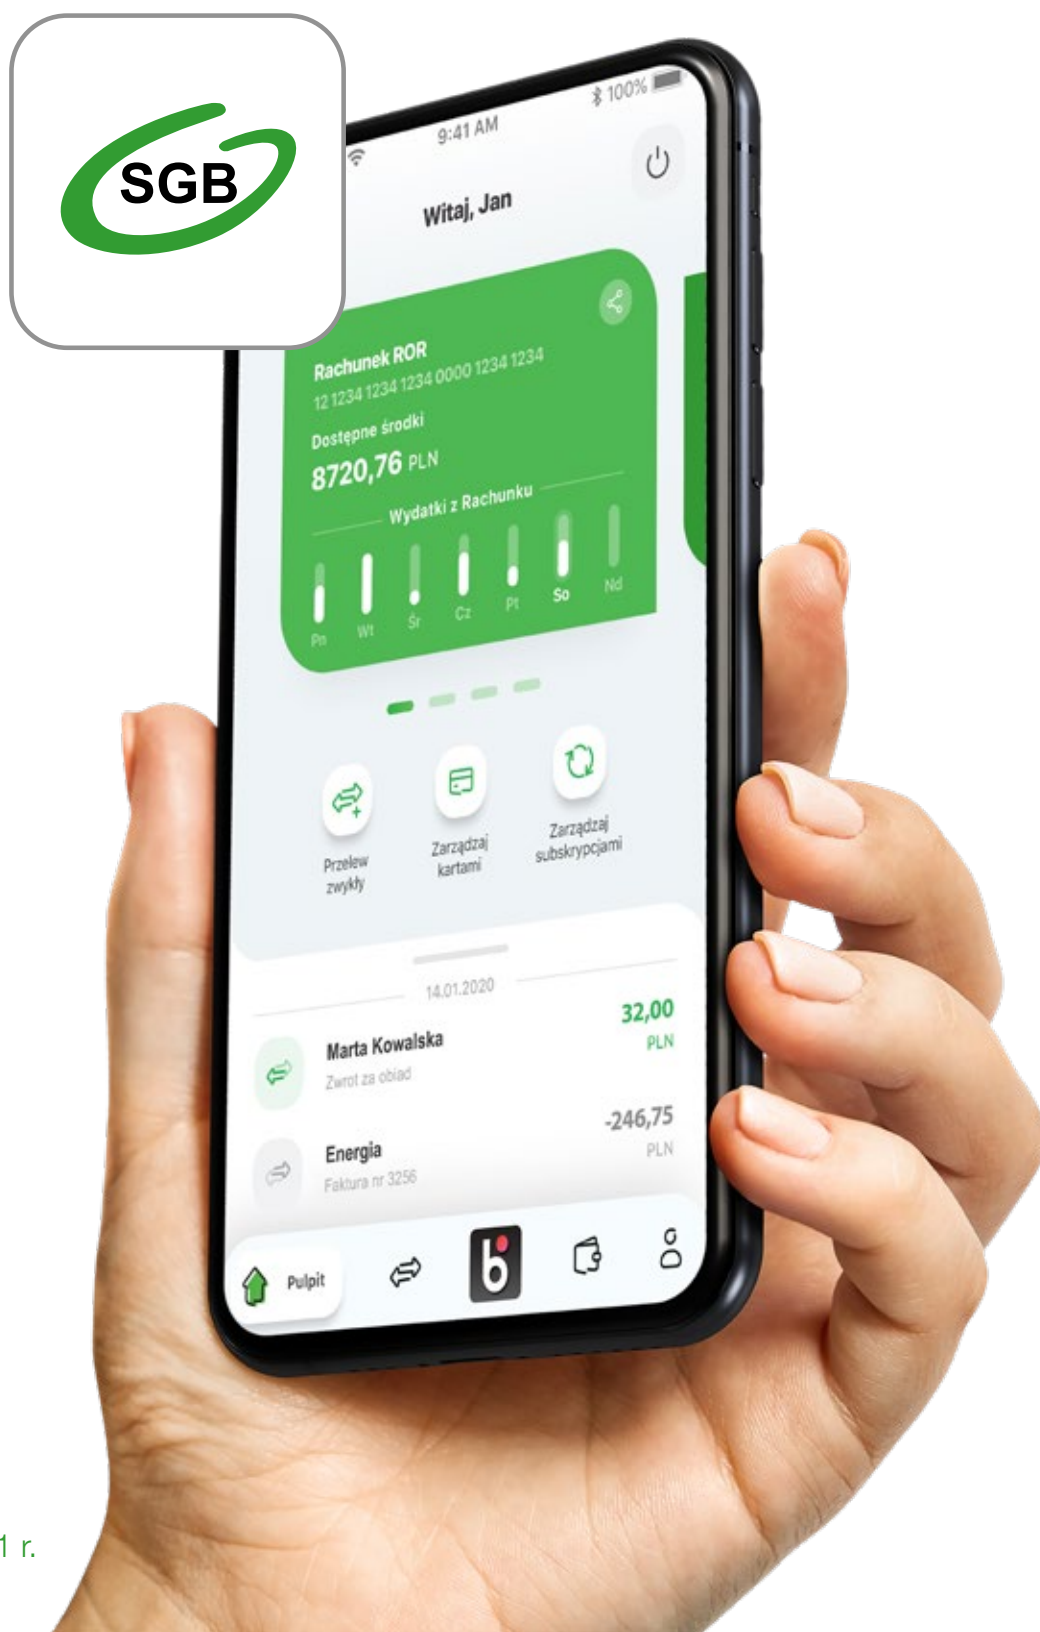 SGB
9:41 AM
100%
Witaj, Jan
Rachunek ROR
12 1234 1234 1234 0000 1234 1234
Dostępne środki
8720,76 PLN
Wydatki z Rachunku
Pn Wt Śr Cz Pt So Nd
Przelew
zwykły
Zarządzaj
kartami
Zarządzaj
subskrypcjami
14.01.2020
Marta Kowalska
32,00
Zwrot za obiad
PLN
Energia
-246,75
Faktura nr 3256
PLN
Pulpit
b
1 r.